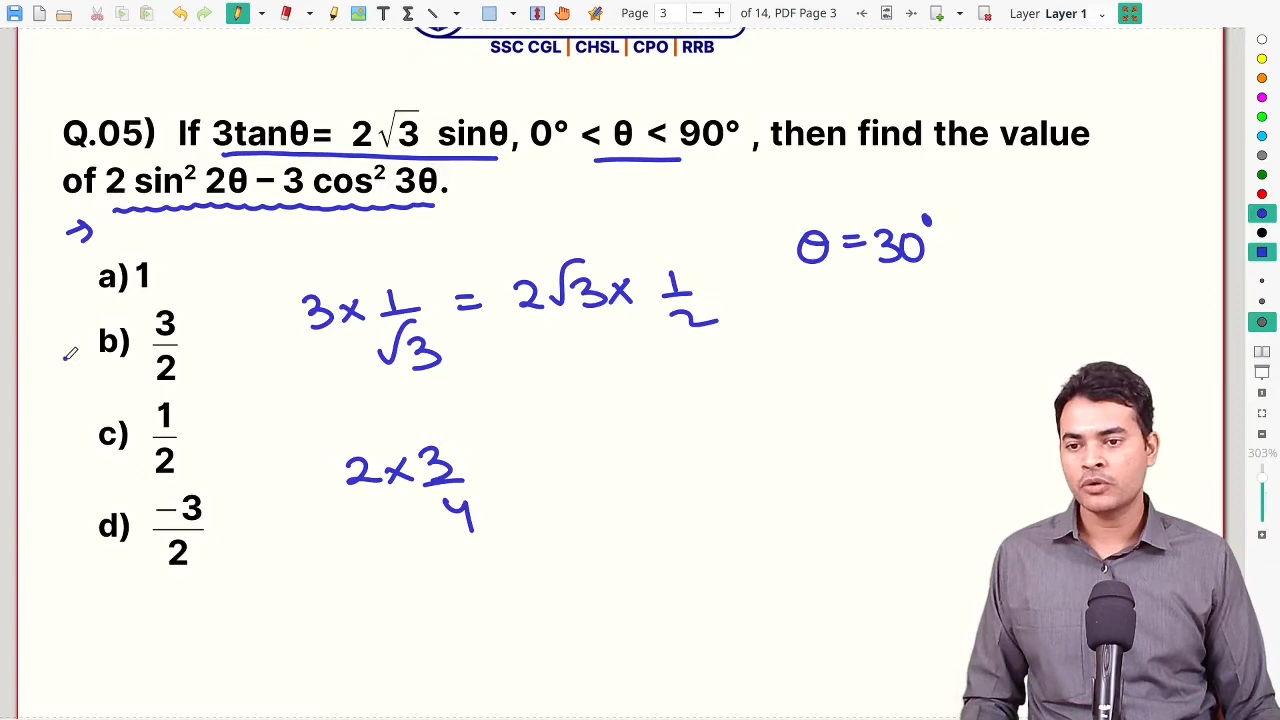 Page 3 of 14, PDF Page 3 Layer Layer 1
SSC CGL | CHSL | CPO | RRB
Q.05) If 3tanθ= 2√3 sinθ, 0° < θ < 90° , then find the value
of 2 sin² 2θ – 3 cos² 3θ.
→
θ = 30°
a) 1
3 × 1/√3 = 2√3 × 1/2
b) 3/2
c) 1/2
2 × 3/4
d) -3/2
303%